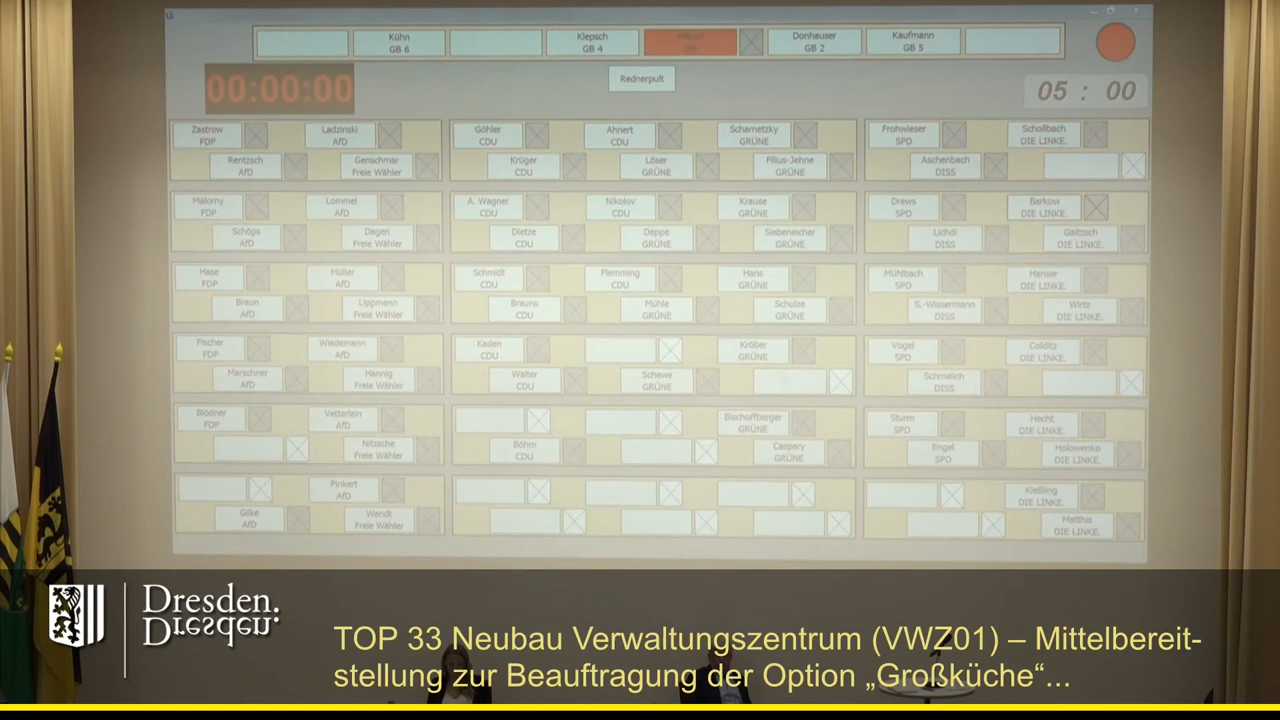 Kühn
GB 6
Klepsch
GB 4
Donhauser
GB 2
Kaufmann
GB 5
00:00:00
Rednerpult
05 : 00
Zastrow
FDP
Ladzinski
AfD
Göhler
CDU
Ahnert
CDU
Scharnetzky
GRÜNE
Frohwieser
SPD
Schollbach
DIE LINKE.
Rentzsch
AfD
Genschmar
Freie Wähler
Krüger
CDU
Löser
GRÜNE
Filius-Jehne
GRÜNE
Aschenbach
DISS
Malorny
FDP
Lommel
AfD
A. Wagner
CDU
Nikolov
CDU
Krause
GRÜNE
Drews
SPD
Barkow
DIE LINKE.
Schöps
AfD
Dagen
Freie Wähler
Dietze
CDU
Deppe
GRÜNE
Siebeneicher
GRÜNE
Lichdi
DISS
Gaitzsch
DIE LINKE.
Hase
FDP
Müller
AfD
Schmidt
CDU
Flemming
CDU
Hans
GRÜNE
Mühlbach
SPD
Hanser
DIE LINKE.
Braun
AfD
Lippmann
Freie Wähler
Brauns
CDU
Mühle
GRÜNE
Schulze
GRÜNE
S.-Wissermann
DISS
Wirtz
DIE LINKE.
Fischer
FDP
Wiedemann
AfD
Kaden
CDU
Kröber
GRÜNE
Vogel
SPD
Colditz
DIE LINKE.
Marschner
AfD
Hannig
Freie Wähler
Walter
CDU
Schewe
GRÜNE
Schmelich
DISS
Blödner
FDP
Vetterlein
AfD
Bischoffberger
GRÜNE
Sturm
SPD
Hecht
DIE LINKE.
Nitzsche
Freie Wähler
Böhm
CDU
Caspary
GRÜNE
Engel
SPD
Holowenko
DIE LINKE.
Pinkert
AfD
Kießling
DIE LINKE.
Gilke
AfD
Wendt
Freie Wähler
Matthis
DIE LINKE.
Dresden.
Dresden.
TOP 33 Neubau Verwaltungszentrum (VWZ01) – Mittelbereit-
stellung zur Beauftragung der Option „Großküche“...